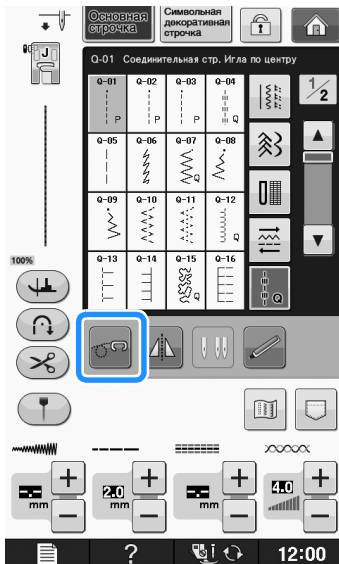 Основная
строчка
Символьная
декоративная
строчка
J
Q-01 Соединительная стр. Игла по центру
1/2
Q-01 Q-02 Q-03 Q-04
P P P Q
Q-05 Q-06 Q-07 Q-08
Q
Q-09 Q-10 Q-11 Q-12
Q
Q-13 Q-14 Q-15 Q-16
Q
Q
100%
-.- 2.0 -.- 4.0
mm mm mm
? 12:00